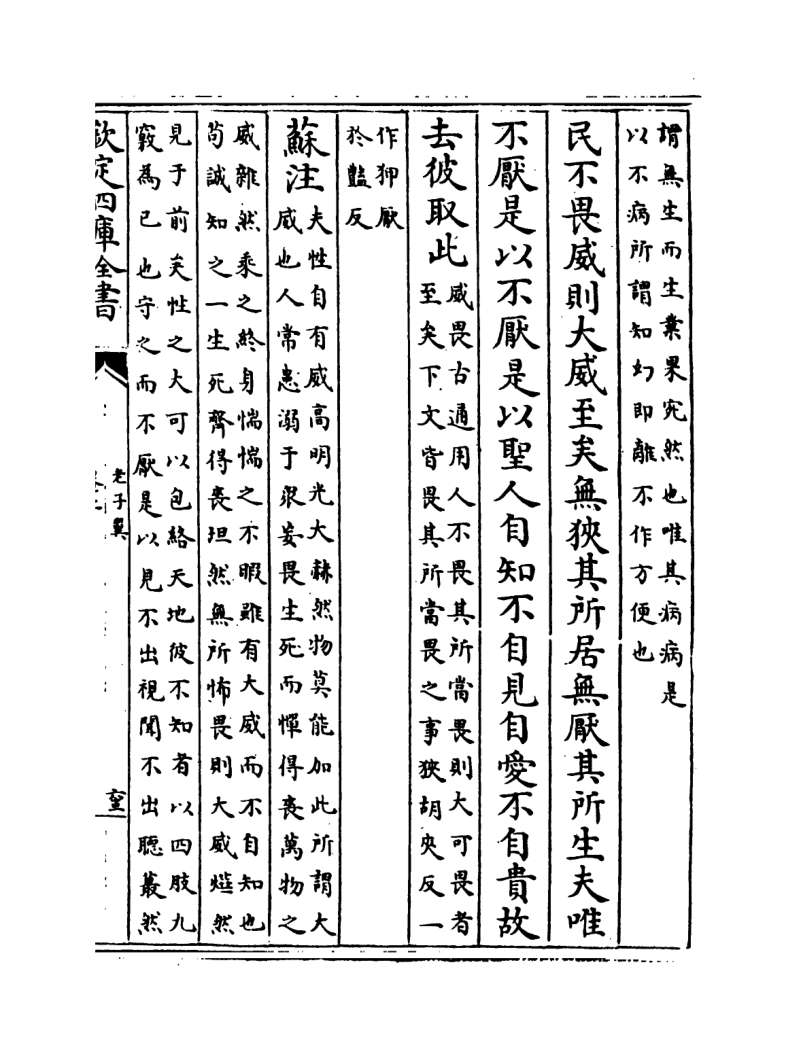 謂無生而生業果宛然也唯其病病是
以不病所謂知幻即離不作方便也
民不畏威則大威至矣無狹其所居無厭其所生夫唯
不厭是以不厭是以聖人自知不自見自愛不自貴故
去彼取此
威畏古通用人不畏其所當畏則大可畏者
至矣下文皆畏其所當畏之事狹胡夾反一
作狎厭
於豔反
蘇注
夫性自有威高明光大赫然物莫能加此所謂大
威也人常患溺于衆妄畏生死而憚得喪萬物之
威雜然乘之終身惴惴之不暇雖有大威而不自知也
苟誠知之一生死齊得喪坦然無所怖畏則大威燁然
見于前矣性之大可以包絡天地彼不知者以四肢九
竅為已也守之而不厭是以見不出視聞不出聽蕞然
欽定四庫全書
老子翼